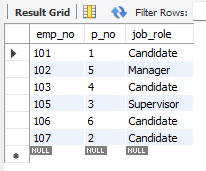 Result Grid Filter Rows:
emp_no p_no job_role
101 1 Candidate
102 5 Manager
103 4 Candidate
105 3 Supervisor
106 6 Candidate
107 2 Candidate
NULL NULL NULL